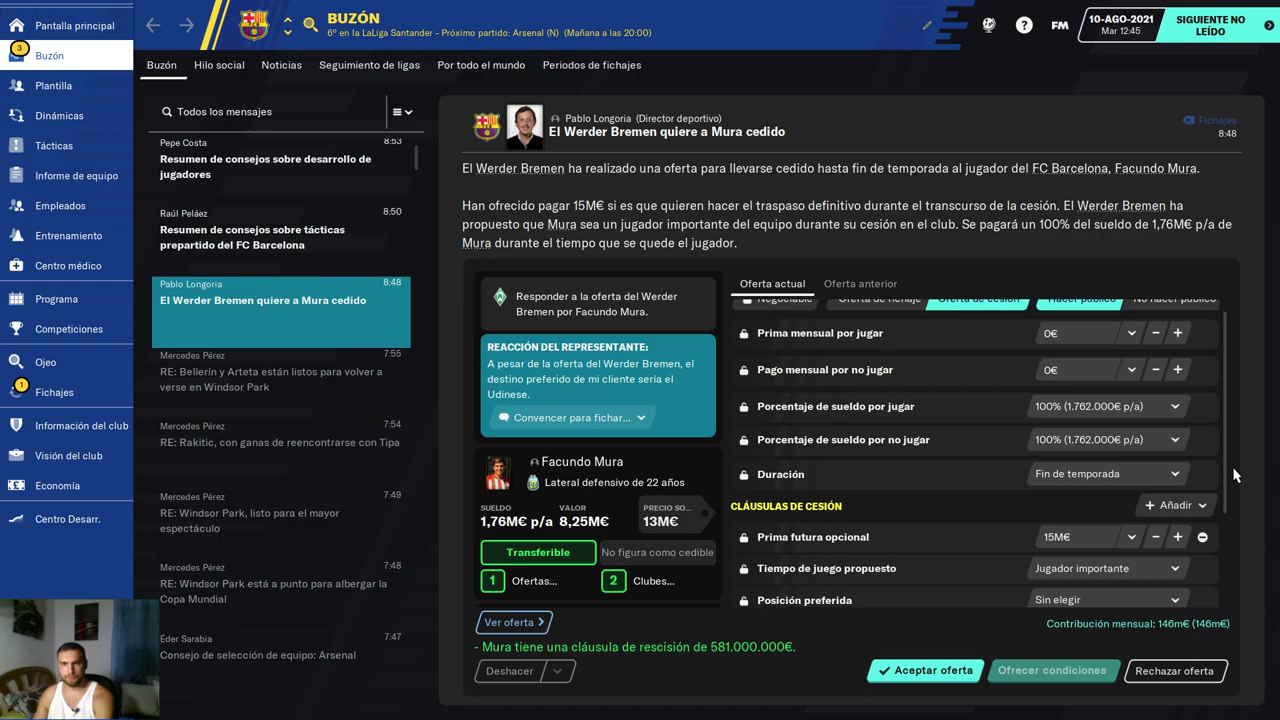 Pantalla principal
3
Buzón
Plantilla
Dinámicas
Tácticas
Informe de equipo
Empleados
Entrenamiento
Centro médico
Programa
Competiciones
Ojeo
1
Fichajes
Información del club
Visión del club
Economía
Centro Desarr.
BUZÓN
6º en la LaLiga Santander - Próximo partido: Arsenal (N) (Mañana a las 20:00)
?
FM
10-AGO-2021
Mar 12:45
SIGUIENTE NO
LEÍDO
Buzón
Hilo social
Noticias
Seguimiento de ligas
Por todo el mundo
Periodos de fichajes
Todos los mensajes
Pepe Costa
8:53
Resumen de consejos sobre desarrollo de
jugadores
Raúl Peláez
8:50
Resumen de consejos sobre tácticas
prepartido del FC Barcelona
Pablo Longoria
8:48
El Werder Bremen quiere a Mura cedido
Mercedes Pérez
7:55
RE: Bellerín y Arteta están listos para volver a
verse en Windsor Park
Mercedes Pérez
7:54
RE: Rakitic, con ganas de reencontrarse con Tipa
Mercedes Pérez
7:49
RE: Windsor Park, listo para el mayor
espectáculo
Mercedes Pérez
7:48
RE: Windsor Park está a punto para albergar la
Copa Mundial
Éder Sarabia
7:47
Consejo de selección de equipo: Arsenal
Pablo Longoria (Director deportivo)
El Werder Bremen quiere a Mura cedido
Fichajes
8:48
El Werder Bremen ha realizado una oferta para llevarse cedido hasta fin de temporada al jugador del FC Barcelona, Facundo Mura.
Han ofrecido pagar 15M€ si es que quieren hacer el traspaso definitivo durante el transcurso de la cesión. El Werder Bremen ha
propuesto que Mura sea un jugador importante del equipo durante su cesión en el club. Se pagará un 100% del sueldo de 1,76M€ p/a de
Mura durante el tiempo que se quede el jugador.
Responder a la oferta del Werder
Bremen por Facundo Mura.
REACCIÓN DEL REPRESENTANTE:
A pesar de la oferta del Werder Bremen, el
destino preferido de mi cliente sería el
Udinese.
Convencer para fichar...
Facundo Mura
Lateral defensivo de 22 años
SUELDO
VALOR
PRECIO SO...
1,76M€ p/a
8,25M€
13M€
Transferible
No figura como cedible
1
Ofertas...
2
Clubes...
Oferta actual
Oferta anterior
Negociable
Oferta de fichaje
Oferta de cesión
Hacer público
No hacer público
Prima mensual por jugar
0€
Pago mensual por no jugar
0€
Porcentaje de sueldo por jugar
100% (1.762.000€ p/a)
Porcentaje de sueldo por no jugar
100% (1.762.000€ p/a)
Duración
Fin de temporada
CLÁUSULAS DE CESIÓN
+ Añadir
Prima futura opcional
15M€
Tiempo de juego propuesto
Jugador importante
Posición preferida
Sin elegir
Ver oferta
Contribución mensual: 146m€ (146m€)
- Mura tiene una cláusula de rescisión de 581.000.000€.
Deshacer
Aceptar oferta
Ofrecer condiciones
Rechazar oferta